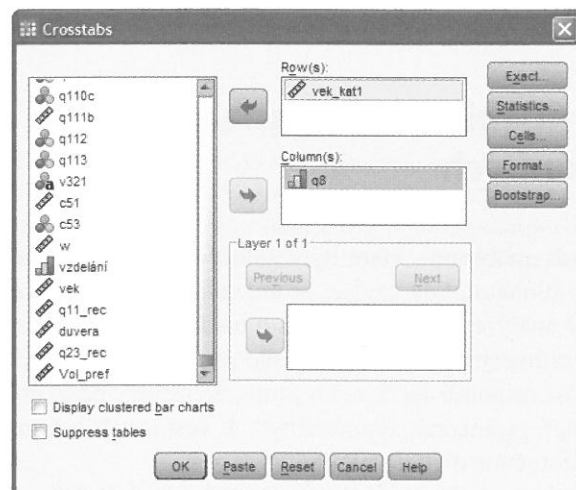 Crosstabs
q110c
q111b
q112
q113
v321
c51
c53
w
vzdelání
vek
q11_rec
duvera
q23_rec
Vol_pref
Row(s):
vek_kat1
Column(s):
q8
Layer 1 of 1
Previous
Next
Exact...
Statistics...
Cells...
Format...
Bootstrap...
Display clustered bar charts
Suppress tables
OK
Paste
Reset
Cancel
Help